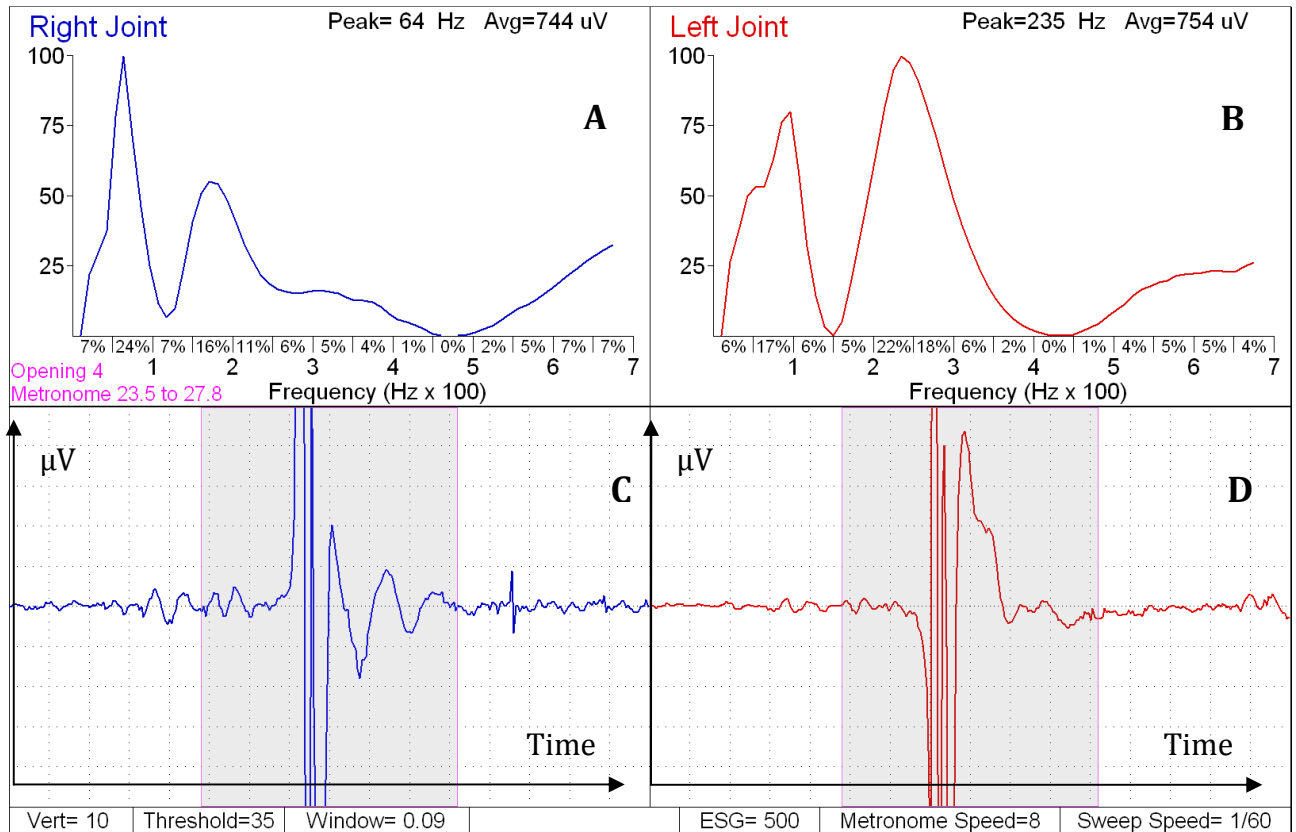 Right Joint
Peak= 64 Hz Avg=744 uV
100
75
50
25
A
7% 24% 7% 16% 11% 6% 5% 4% 1% 0% 2% 5% 7% 7%
1 2 3 4 5 6 7
Opening 4
Metronome 23.5 to 27.8
Frequency (Hz x 100)
Left Joint
Peak=235 Hz Avg=754 uV
100
75
50
25
B
6% 17% 6% 5% 22% 18% 6% 2% 0% 1% 4% 5% 5% 4%
1 2 3 4 5 6 7
Frequency (Hz x 100)
μV
C
Time
μV
D
Time
Vert= 10 Threshold=35 Window= 0.09 ESG= 500 Metronome Speed=8 Sweep Speed= 1/60